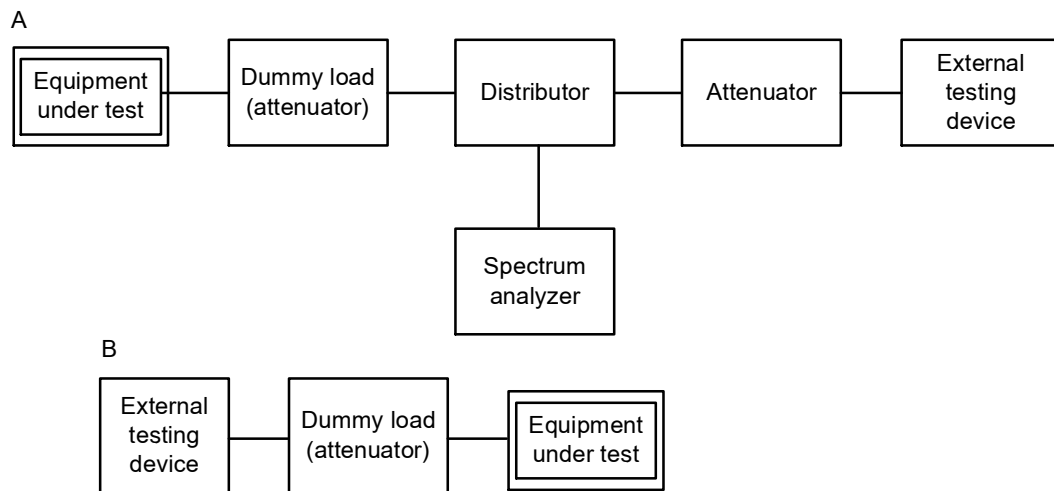 A
Equipment
under test
Dummy load
(attenuator)
Distributor
Attenuator
External
testing
device
Spectrum
analyzer
B
External
testing
device
Dummy load
(attenuator)
Equipment
under test